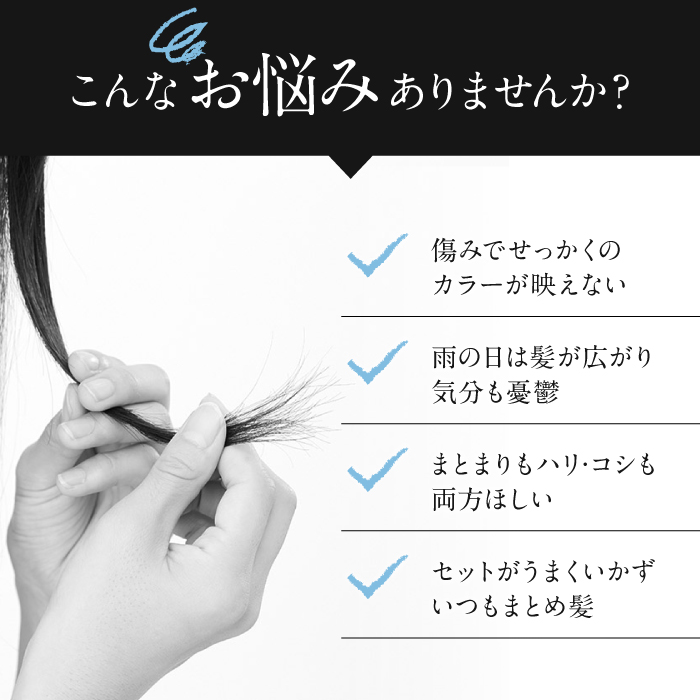 こんなお悩みありませんか?
傷みでせっかくの
カラーが映えない
雨の日は髪が広がり
気分も憂鬱
まとまりもハリ・コシも
両方ほしい
セットがうまくいかず
いつもまとめ髪